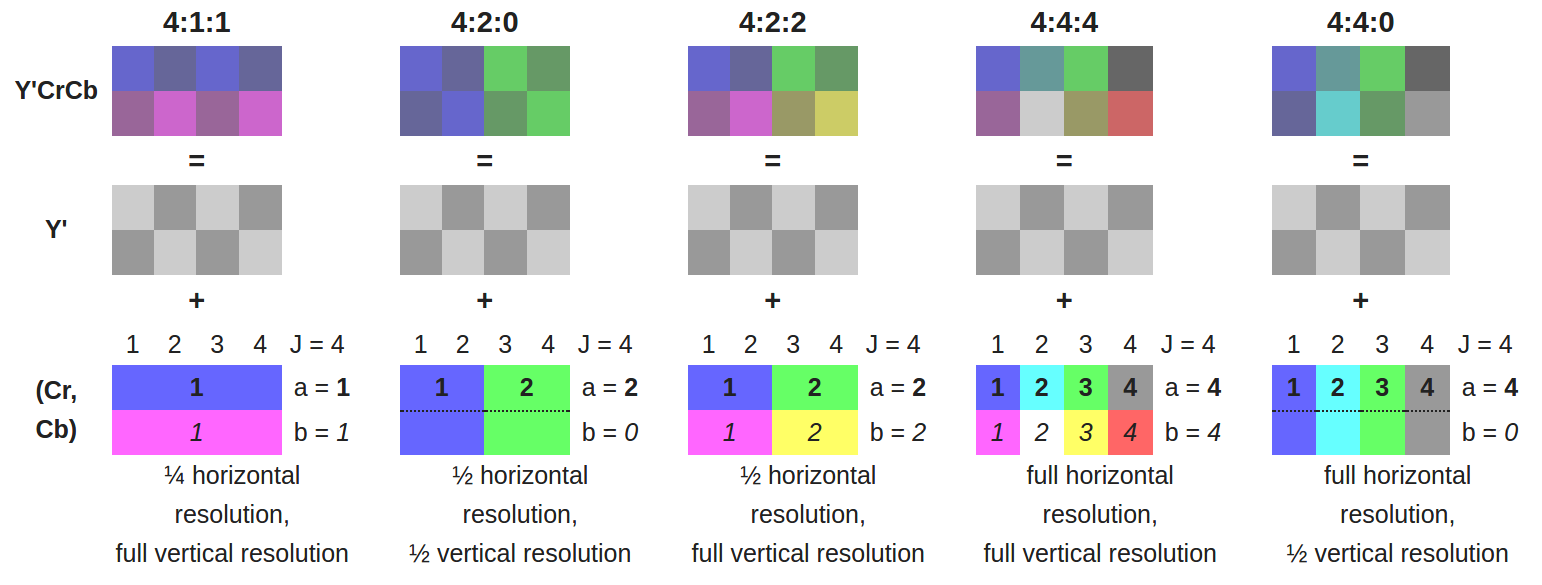 4:1:1 4:2:0 4:2:2 4:4:4 4:4:0
Y'CrCb
= = = = =
Y'
+ + + + +
1 2 3 4 J = 4 1 2 3 4 J = 4 1 2 3 4 J = 4 1 2 3 4 J = 4 1 2 3 4 J = 4
(Cr,
Cb)
1 a = 1 1 2 a = 2 1 2 a = 2 1 2 3 4 a = 4 1 2 3 4 a = 4
1 b = 1 b = 0 1 2 b = 2 1 2 3 4 b = 4 b = 0
¼ horizontal ½ horizontal ½ horizontal full horizontal full horizontal
resolution, resolution, resolution, resolution, resolution,
full vertical resolution ½ vertical resolution full vertical resolution full vertical resolution ½ vertical resolution